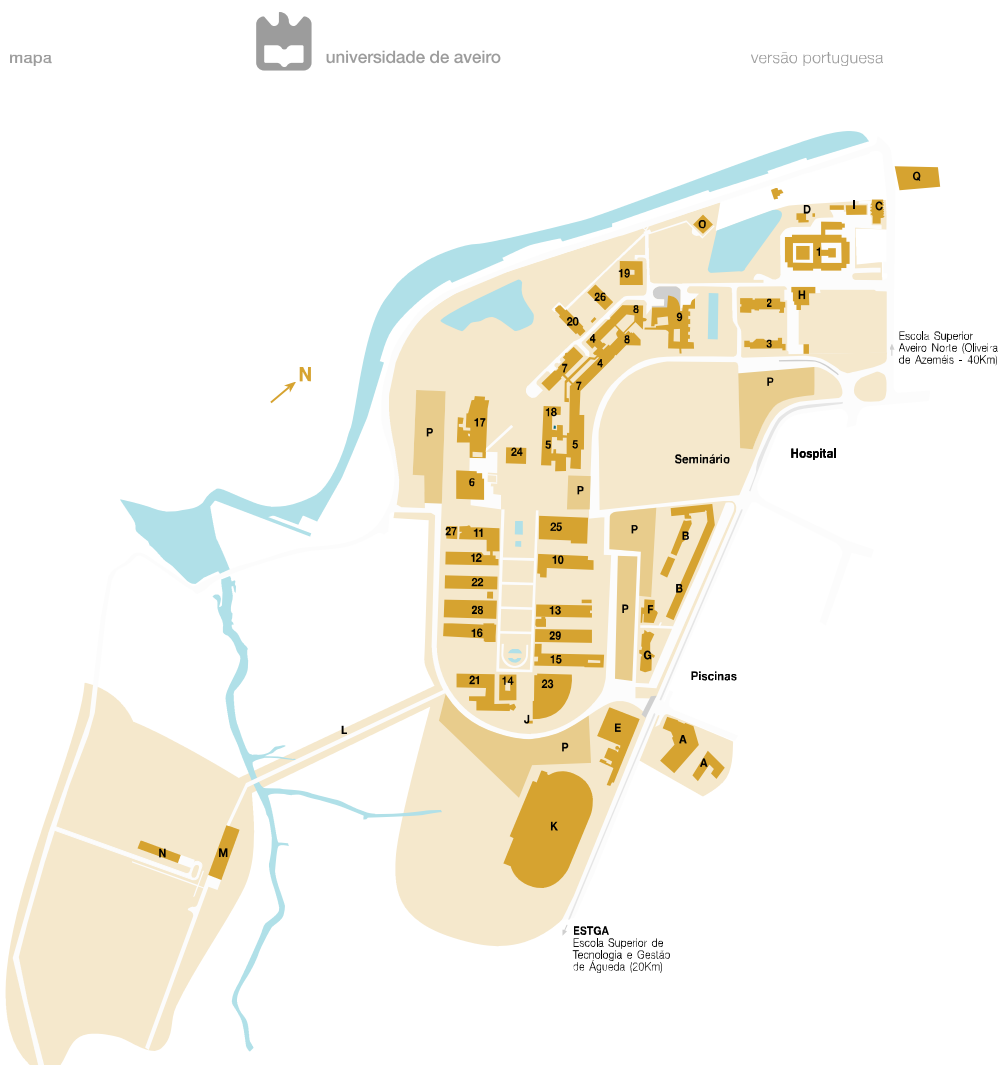 mapa
universidade de aveiro
versão portuguesa
Q
I
C
D
O
1
19
H
26
2
8
20
9
8
4
3
Escola Superior
Aveiro Norte (Oliveira
de Azeméis - 40Km)
4
7
N
7
P
18
17
P
5
5
24
Hospital
Seminário
6
P
25
P
27
11
B
12
10
22
B
28
13
P
F
16
29
15
G
21
14
23
Piscinas
J
L
E
P
A
A
K
N
M
ESTGA
Escola Superior de
Tecnologia e Gestão
de Águeda (20Km)